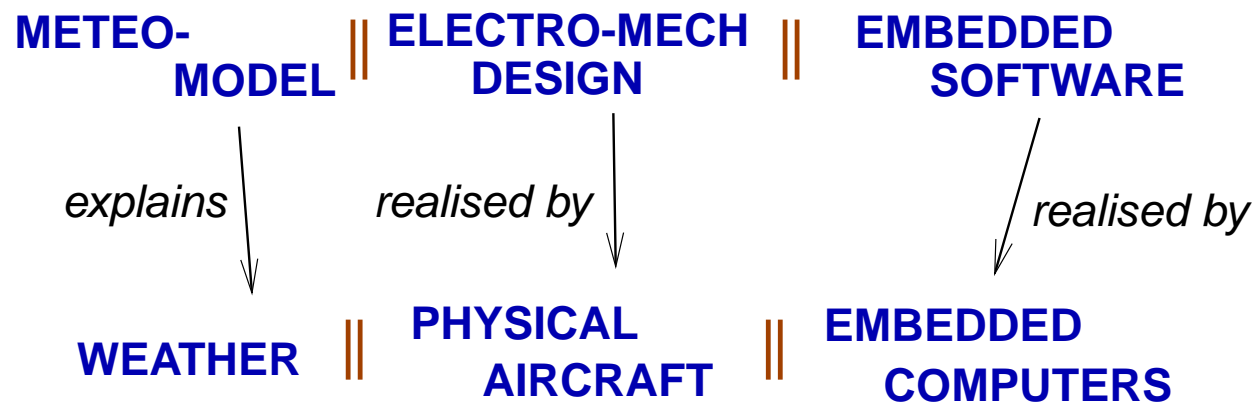 METEO-MODEL || ELECTRO-MECH DESIGN || EMBEDDED SOFTWARE
explains realised by realised by
WEATHER || PHYSICAL AIRCRAFT || EMBEDDED COMPUTERS